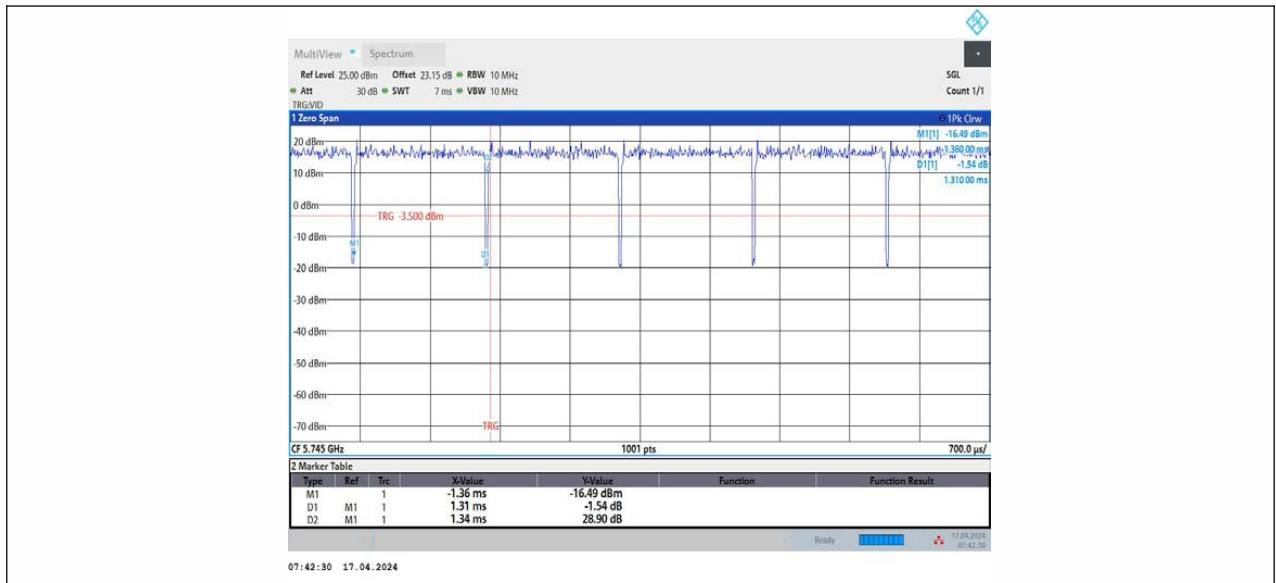 MultiView Spectrum
Ref Level 25.00 dBm Offset 23.15 dB RBW 10 MHz SGL
Att 30 dB SWT 7 ms VBW 10 MHz Count 1/1
TRG:VID
1 Zero Span 1Pk Clrw
M1[1] -16.49 dBm
-1.360 00 ms
D1[1] -1.54 dB
1.310 00 ms
20 dBm
10 dBm
0 dBm
TRG -3.500 dBm
-10 dBm
M1
D1
-20 dBm
-30 dBm
-40 dBm
-50 dBm
-60 dBm
-70 dBm
TRG
CF 5.745 GHz 1001 pts 700.0 µs/
2 Marker Table
Type Ref Trc X-Value Y-Value Function Function Result
M1 1 -1.36 ms -16.49 dBm
D1 M1 1 1.31 ms -1.54 dB
D2 M1 1 1.34 ms 28.90 dB
Ready 17.04.2024
07:42:30
07:42:30 17.04.2024